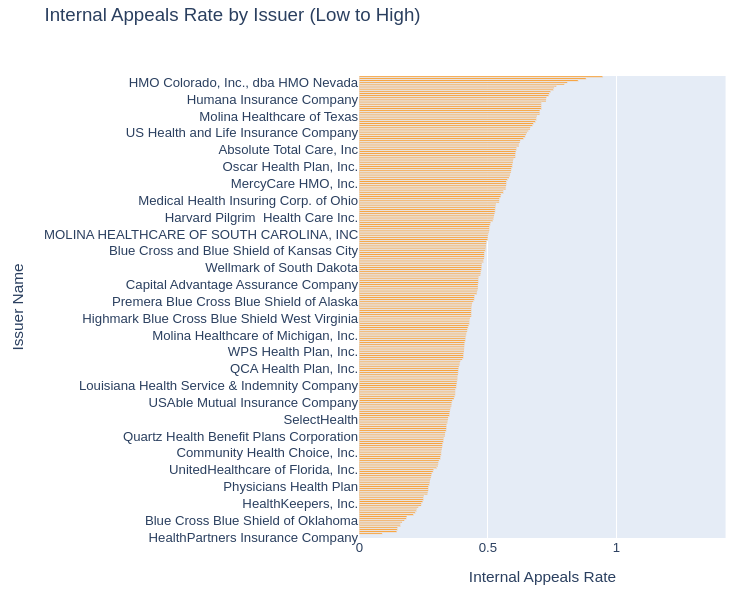 Internal Appeals Rate by Issuer (Low to High)
HMO Colorado, Inc., dba HMO Nevada
Humana Insurance Company
Molina Healthcare of Texas
US Health and Life Insurance Company
Absolute Total Care, Inc
Oscar Health Plan, Inc.
MercyCare HMO, Inc.
Medical Health Insuring Corp. of Ohio
Harvard Pilgrim  Health Care Inc.
MOLINA HEALTHCARE OF SOUTH CAROLINA, INC
Blue Cross and Blue Shield of Kansas City
Wellmark of South Dakota
Capital Advantage Assurance Company
Premera Blue Cross Blue Shield of Alaska
Highmark Blue Cross Blue Shield West Virginia
Molina Healthcare of Michigan, Inc.
WPS Health Plan, Inc.
QCA Health Plan, Inc.
Louisiana Health Service & Indemnity Company
USAble Mutual Insurance Company
SelectHealth
Quartz Health Benefit Plans Corporation
Community Health Choice, Inc.
UnitedHealthcare of Florida, Inc.
Physicians Health Plan
HealthKeepers, Inc.
Blue Cross Blue Shield of Oklahoma
HealthPartners Insurance Company
Issuer Name
0 0.5 1
Internal Appeals Rate